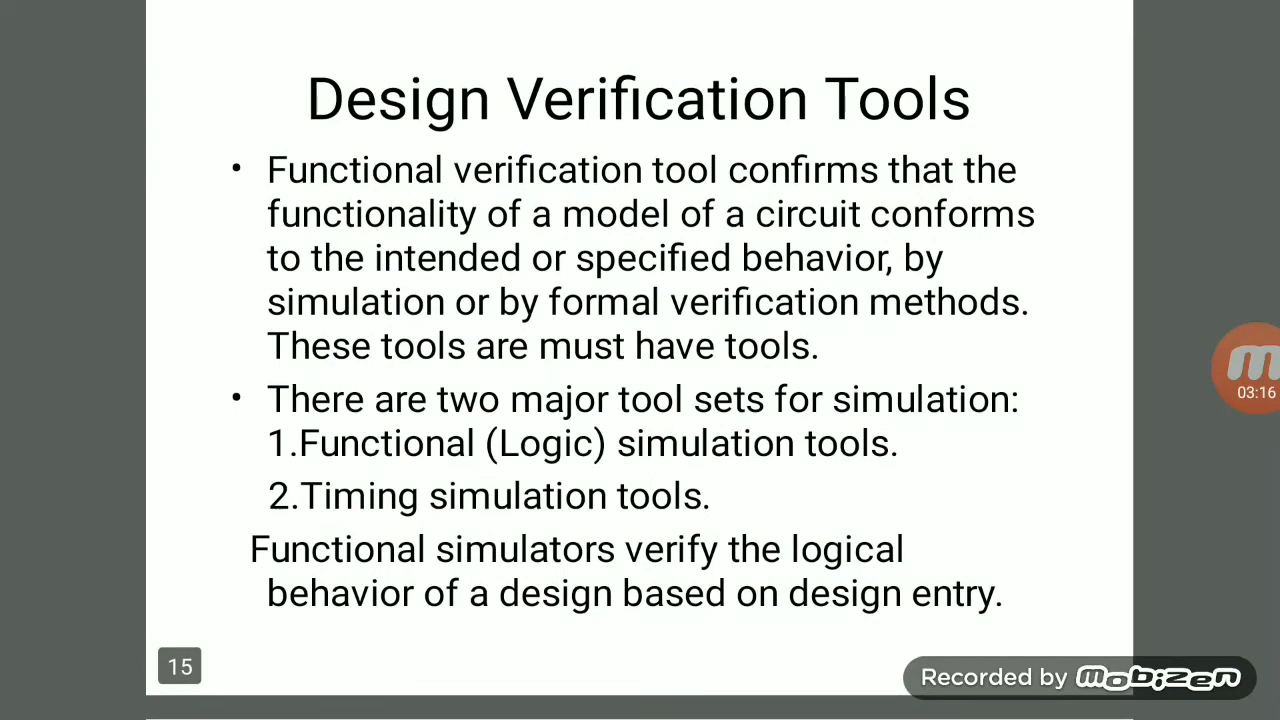 Design Verification Tools
• Functional verification tool confirms that the
functionality of a model of a circuit conforms
to the intended or specified behavior, by
simulation or by formal verification methods.
These tools are must have tools.
• There are two major tool sets for simulation:
1.Functional (Logic) simulation tools.
2.Timing simulation tools.
Functional simulators verify the logical
behavior of a design based on design entry.
15
m
03:16
Recorded by mobizen